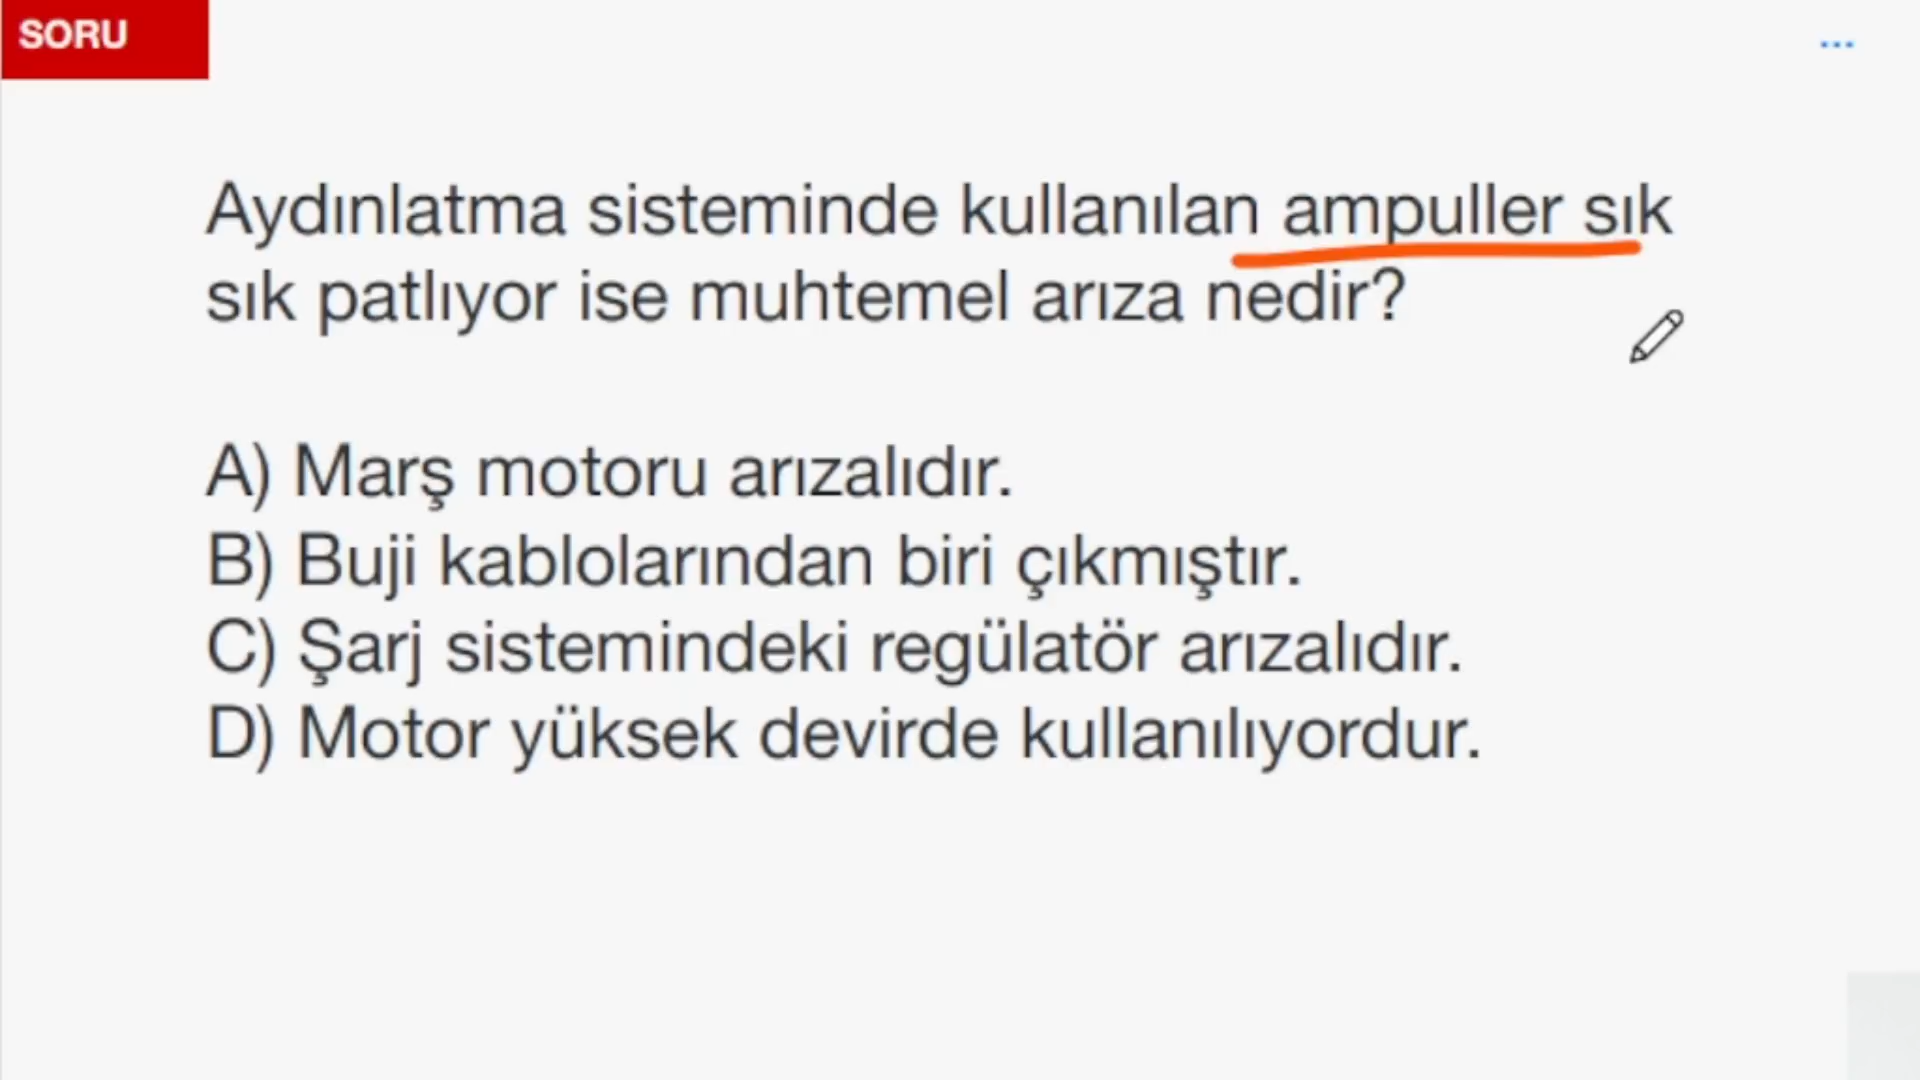 SORU
Aydınlatma sisteminde kullanılan ampuller sık
sık patlıyor ise muhtemel arıza nedir?
A) Marş motoru arızalıdır.
B) Buji kablolarından biri çıkmıştır.
C) Şarj sistemindeki regülatör arızalıdır.
D) Motor yüksek devirde kullanılıyordur.